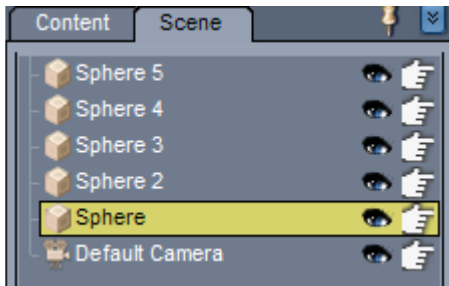 Content Scene
Sphere 5
Sphere 4
Sphere 3
Sphere 2
Sphere
Default Camera